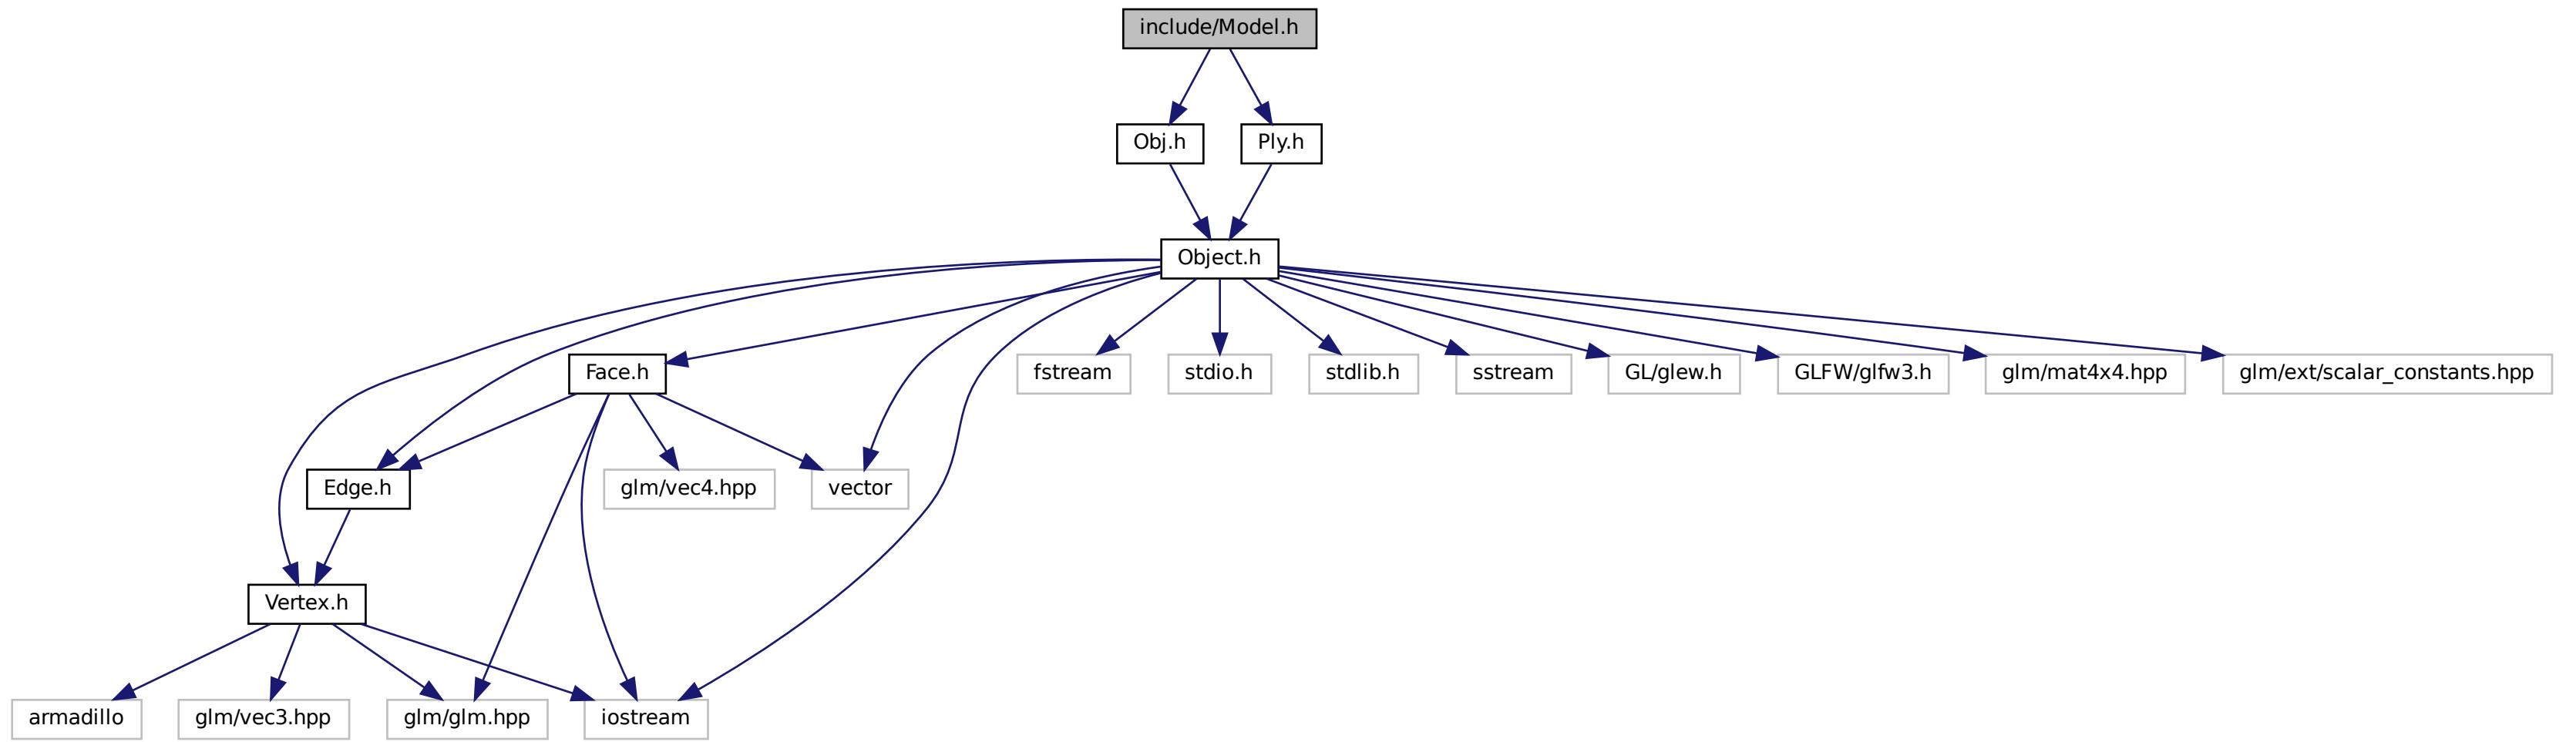 include/Model.h
Obj.h
Ply.h
Object.h
Face.h
fstream
stdio.h
stdlib.h
sstream
GL/glew.h
GLFW/glfw3.h
glm/mat4x4.hpp
glm/ext/scalar_constants.hpp
Edge.h
glm/vec4.hpp
vector
Vertex.h
armadillo
glm/vec3.hpp
glm/glm.hpp
iostream